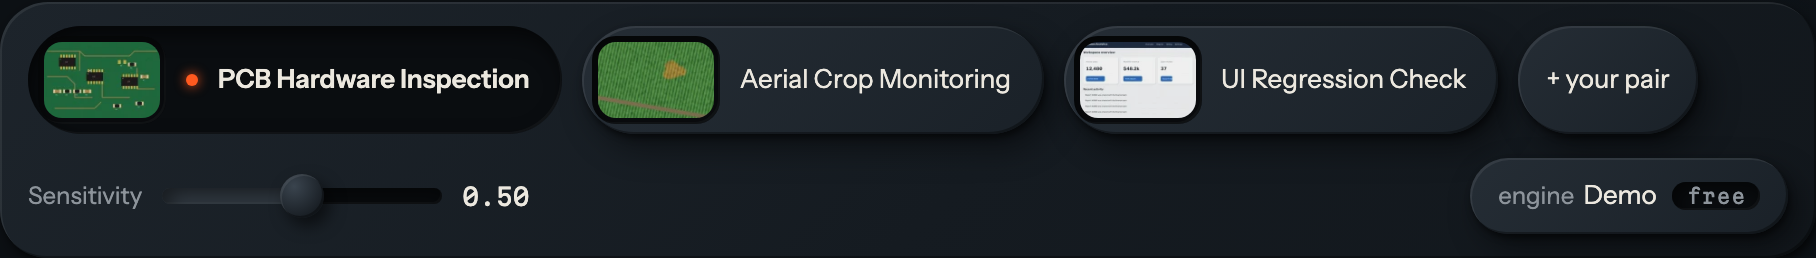 PCB Hardware Inspection
Aerial Crop Monitoring
UI Regression Check
+ your pair
Sensitivity
0.50
engine Demo free